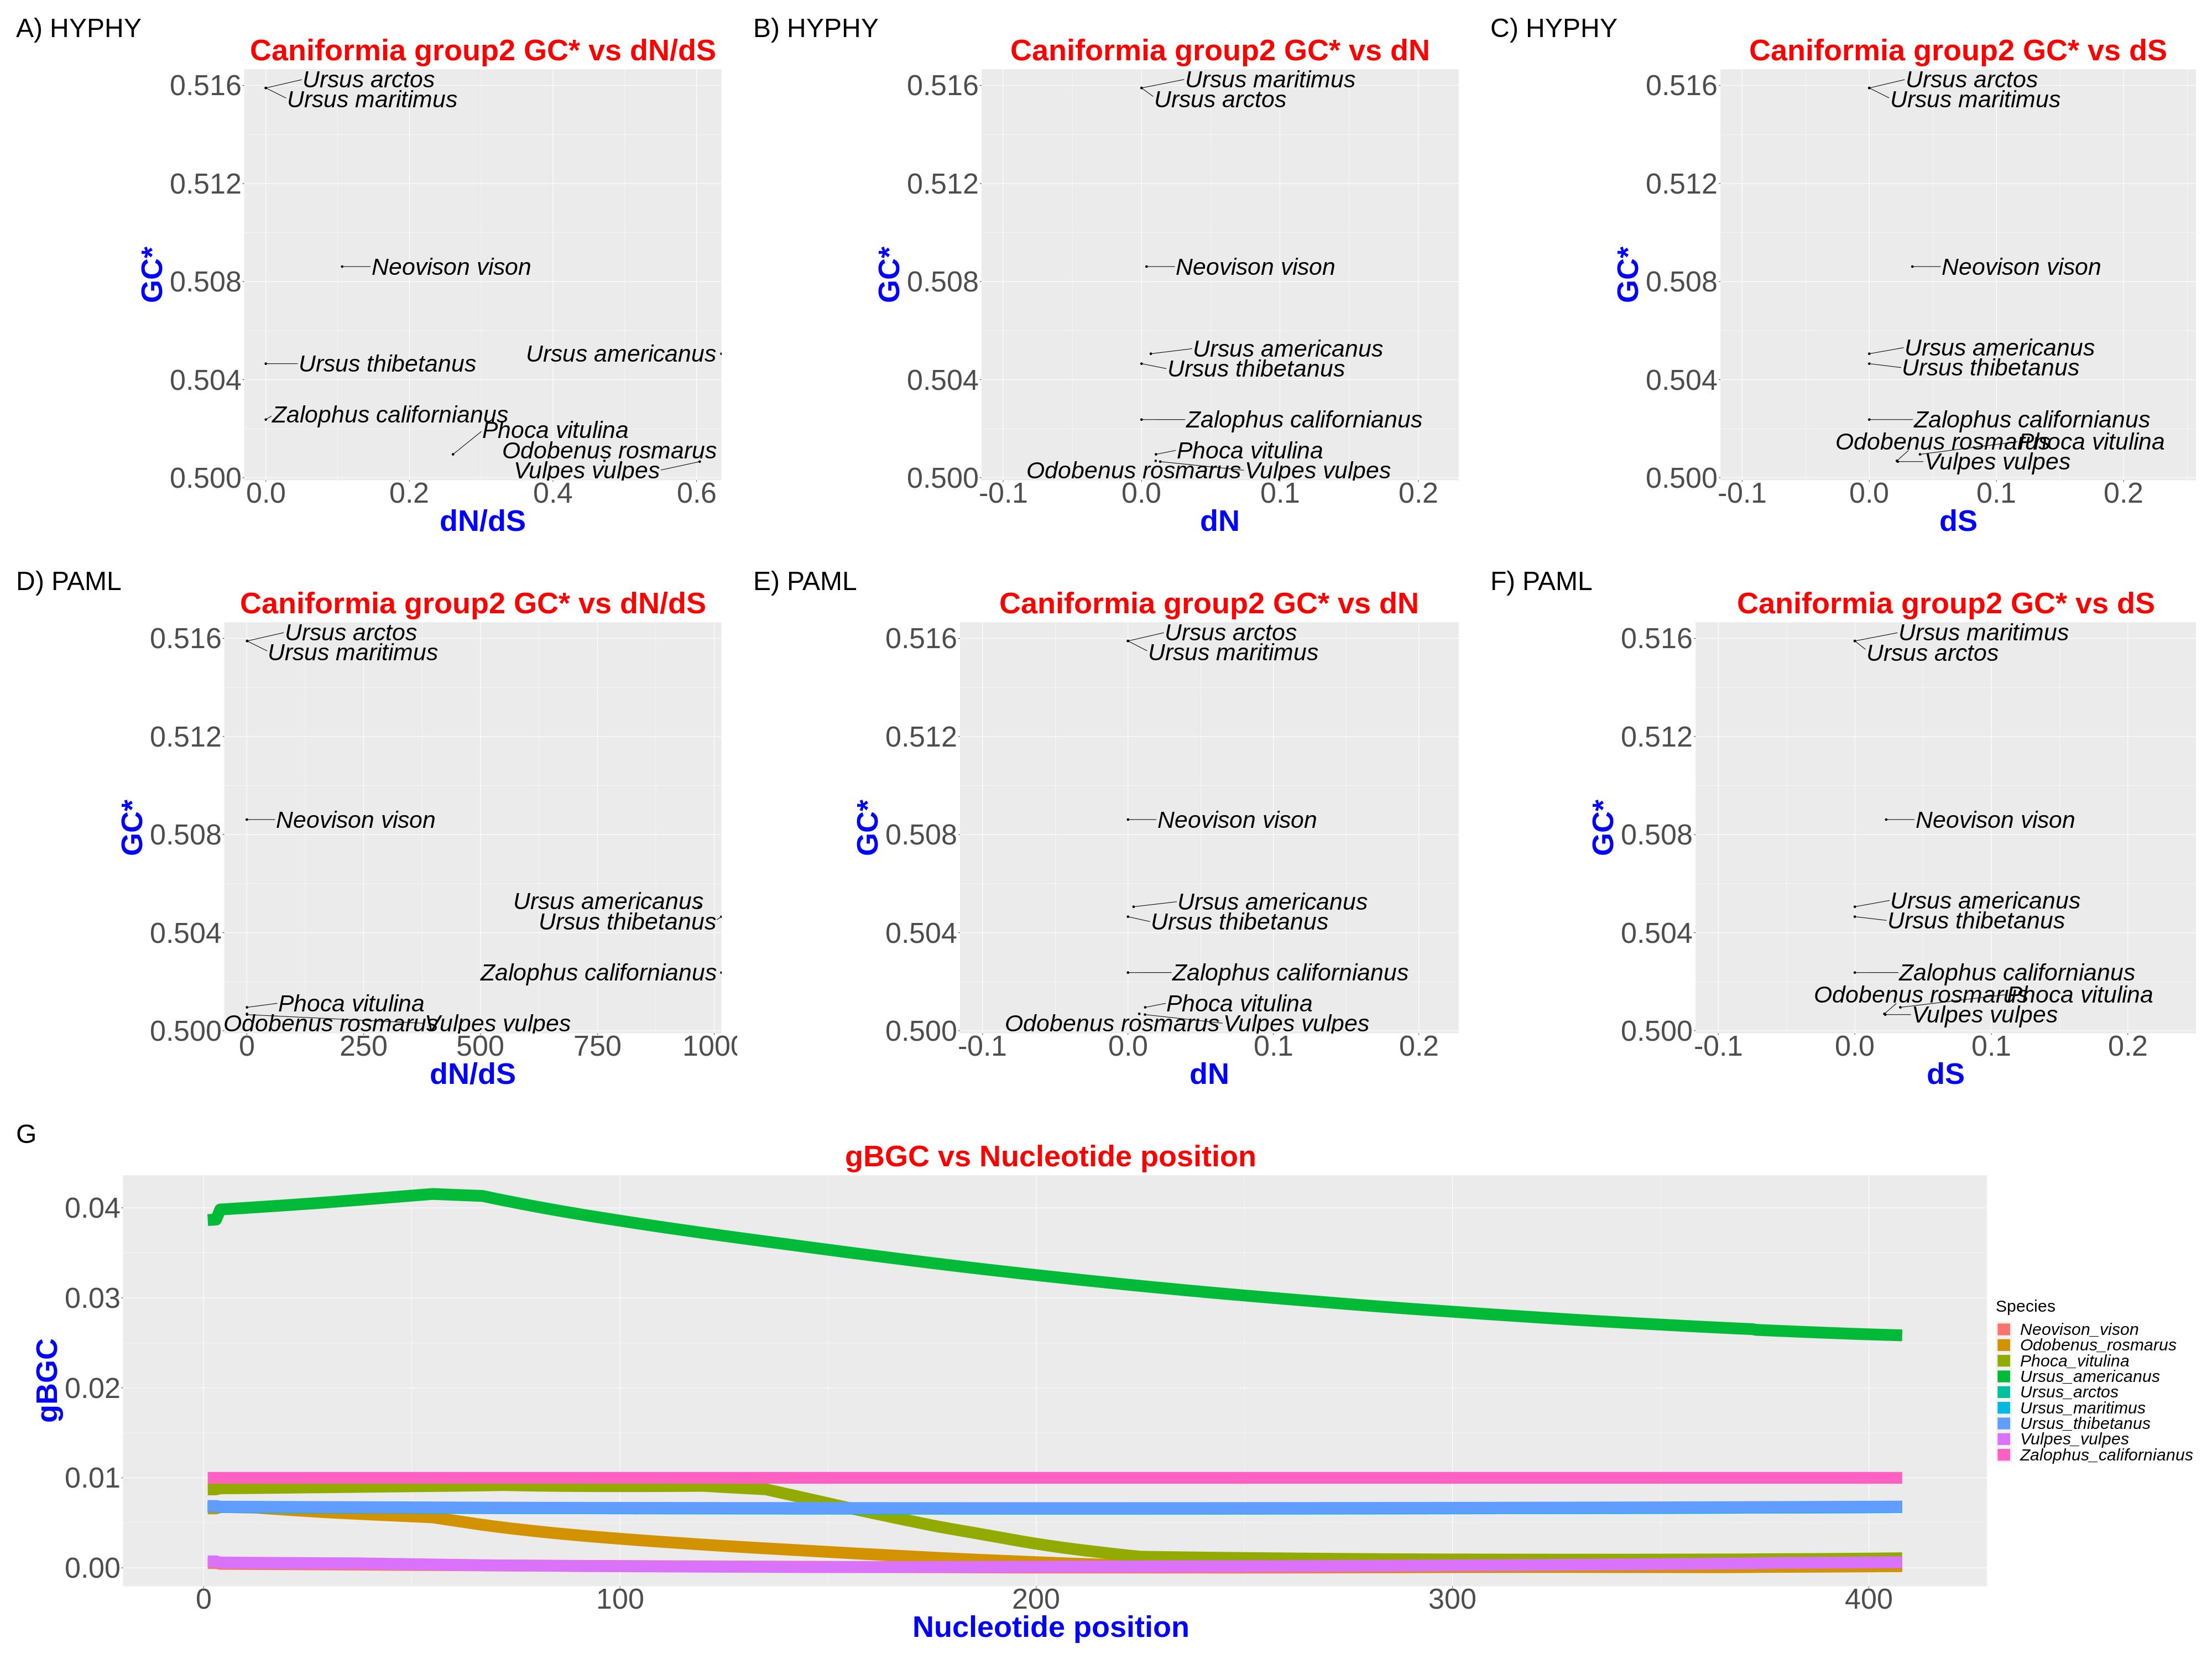 A) HYPHY
Caniformia group2 GC* vs dN/dS
0.516
0.512
0.508
0.504
0.500
GC*
Ursus arctos
Ursus maritimus
Neovison vison
Ursus americanus
Ursus thibetanus
Zalophus californianus
Phoca vitulina
Odobenus rosmarus
Vulpes vulpes
0.0 0.2 0.4 0.6
dN/dS
B) HYPHY
Caniformia group2 GC* vs dN
0.516
0.512
0.508
0.504
0.500
GC*
Ursus maritimus
Ursus arctos
Neovison vison
Ursus americanus
Ursus thibetanus
Zalophus californianus
Phoca vitulina
Odobenus rosmarus Vulpes vulpes
-0.1 0.0 0.1 0.2
dN
C) HYPHY
Caniformia group2 GC* vs dS
0.516
0.512
0.508
0.504
0.500
GC*
Ursus arctos
Ursus maritimus
Neovison vison
Ursus americanus
Ursus thibetanus
Zalophus californianus
Odobenus rosmarus Phoca vitulina
Vulpes vulpes
-0.1 0.0 0.1 0.2
dS
D) PAML
Caniformia group2 GC* vs dN/dS
0.516
0.512
0.508
0.504
0.500
GC*
Ursus arctos
Ursus maritimus
Neovison vison
Ursus americanus
Ursus thibetanus
Zalophus californianus
Phoca vitulina
Odobenus rosmarus Vulpes vulpes
0 250 500 750 1000
dN/dS
E) PAML
Caniformia group2 GC* vs dN
0.516
0.512
0.508
0.504
0.500
GC*
Ursus arctos
Ursus maritimus
Neovison vison
Ursus americanus
Ursus thibetanus
Zalophus californianus
Phoca vitulina
Odobenus rosmarus Vulpes vulpes
-0.1 0.0 0.1 0.2
dN
F) PAML
Caniformia group2 GC* vs dS
0.516
0.512
0.508
0.504
0.500
GC*
Ursus maritimus
Ursus arctos
Neovison vison
Ursus americanus
Ursus thibetanus
Zalophus californianus
Odobenus rosmarus Phoca vitulina
Vulpes vulpes
-0.1 0.0 0.1 0.2
dS
G
gBGC vs Nucleotide position
0.04
0.03
0.02
0.01
0.00
gBGC
0 100 200 300 400
Nucleotide position
Species
Neovison_vison
Odobenus_rosmarus
Phoca_vitulina
Ursus_americanus
Ursus_arctos
Ursus_maritimus
Ursus_thibetanus
Vulpes_vulpes
Zalophus_californianus